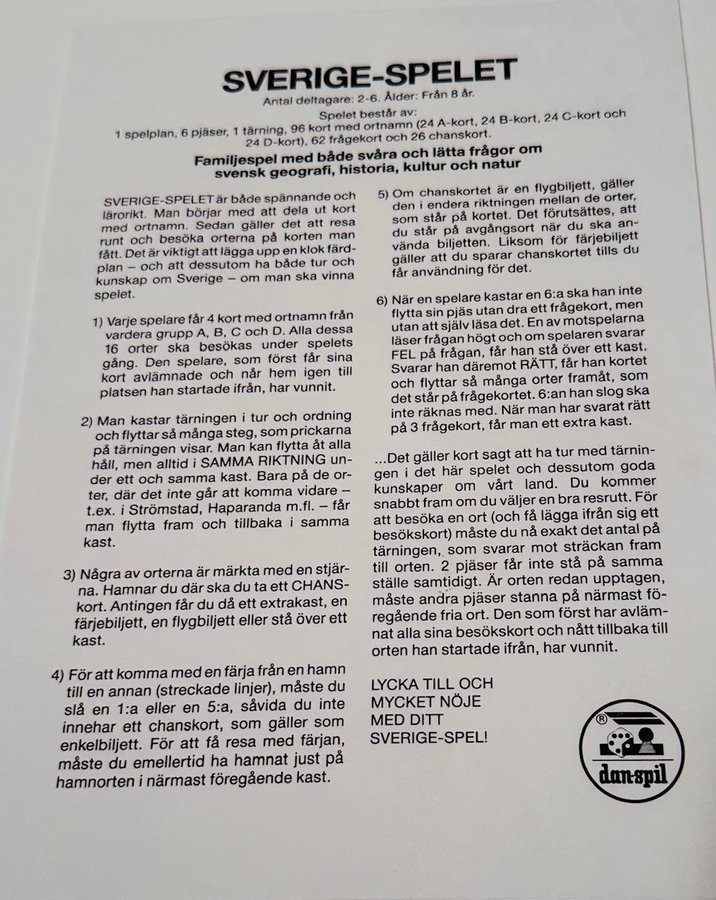 SVERIGE-SPELET
Antal deltagare: 2-6. Ålder: Från 8 år.
Spelet består av:
1 spelplan, 6 pjäser, 1 tärning, 96 kort med ortnamn (24 A-kort, 24 B-kort, 24 C-kort och
24 D-kort), 62 frågekort och 26 chanskort.
Familjespel med både svåra och lätta frågor om
svensk geografi, historia, kultur och natur
SVERIGE-SPELET är både spännande och
lärorikt. Man börjar med att dela ut kort
med ortnamn. Sedan gäller det att resa
runt och besöka orterna på korten man
fått. Det är viktigt att lägga upp en klok färd-
plan – och att dessutom ha både tur och
kunskap om Sverige – om man ska vinna
spelet.
1) Varje spelare får 4 kort med ortnamn från
vardera grupp A, B, C och D. Alla dessa
16 orter ska besökas under spelets
gång. Den spelare, som först får sina
kort avlämnade och når hem igen till
platsen han startade ifrån, har vunnit.
2) Man kastar tärningen i tur och ordning
och flyttar så många steg, som prickarna
på tärningen visar. Man kan flytta åt alla
håll, men alltid i SAMMA RIKTNING un-
der ett och samma kast. Bara på de or-
ter, där det inte går att komma vidare –
t.ex. i Strömstad, Haparanda m.fl. – får
man flytta fram och tillbaka i samma
kast.
3) Några av orterna är märkta med en stjär-
na. Hamnar du där ska du ta ett CHANS-
kort. Antingen får du då ett extrakast, en
färjebiljett, en flygbiljett eller stå över ett
kast.
4) För att komma med en färja från en hamn
till en annan (streckade linjer), måste du
slå en 1:a eller en 5:a, såvida du inte
innehar ett chanskort, som gäller som
enkelbiljett. För att få resa med färjan,
måste du emellertid ha hamnat just på
hamnorten i närmast föregående kast.
5) Om chanskortet är en flygbiljett, gäller
den i endera riktningen mellan de orter,
som står på kortet. Det förutsättes, att
du står på avgångsort när du ska an-
vända biljetten. Liksom för färjebiljett
gäller att du sparar chanskortet tills du
får användning för det.
6) När en spelare kastar en 6:a ska han inte
flytta sin pjäs utan dra ett frågekort, men
utan att själv läsa det. En av motspelarna
läser frågan högt och om spelaren svarar
FEL på frågan, får han stå över ett kast.
Svarar han däremot RÄTT, får han kortet
och flyttar så många orter framåt, som
det står på frågekortet. 6:an han slog ska
inte räknas med. När man har svarat rätt
på 3 frågekort, får man ett extra kast.
...Det gäller kort sagt att ha tur med tärnin-
gen i det här spelet och dessutom goda
kunskaper om vårt land. Du kommer
snabbt fram om du väljer en bra resrutt. För
att besöka en ort (och få lägga ifrån sig ett
besökskort) måste du nå exakt det antal på
tärningen, som svarar mot sträckan fram
till orten. 2 pjäser får inte stå på samma
ställe samtidigt. Är orten redan upptagen,
måste andra pjäser stanna på närmast fö-
regående fria ort. Den som först har avläm-
nat alla sina besökskort och nått tillbaka till
orten han startade ifrån, har vunnit.
LYCKA TILL OCH
MYCKET NÖJE
MED DITT
SVERIGE-SPEL!
®
dan-spil